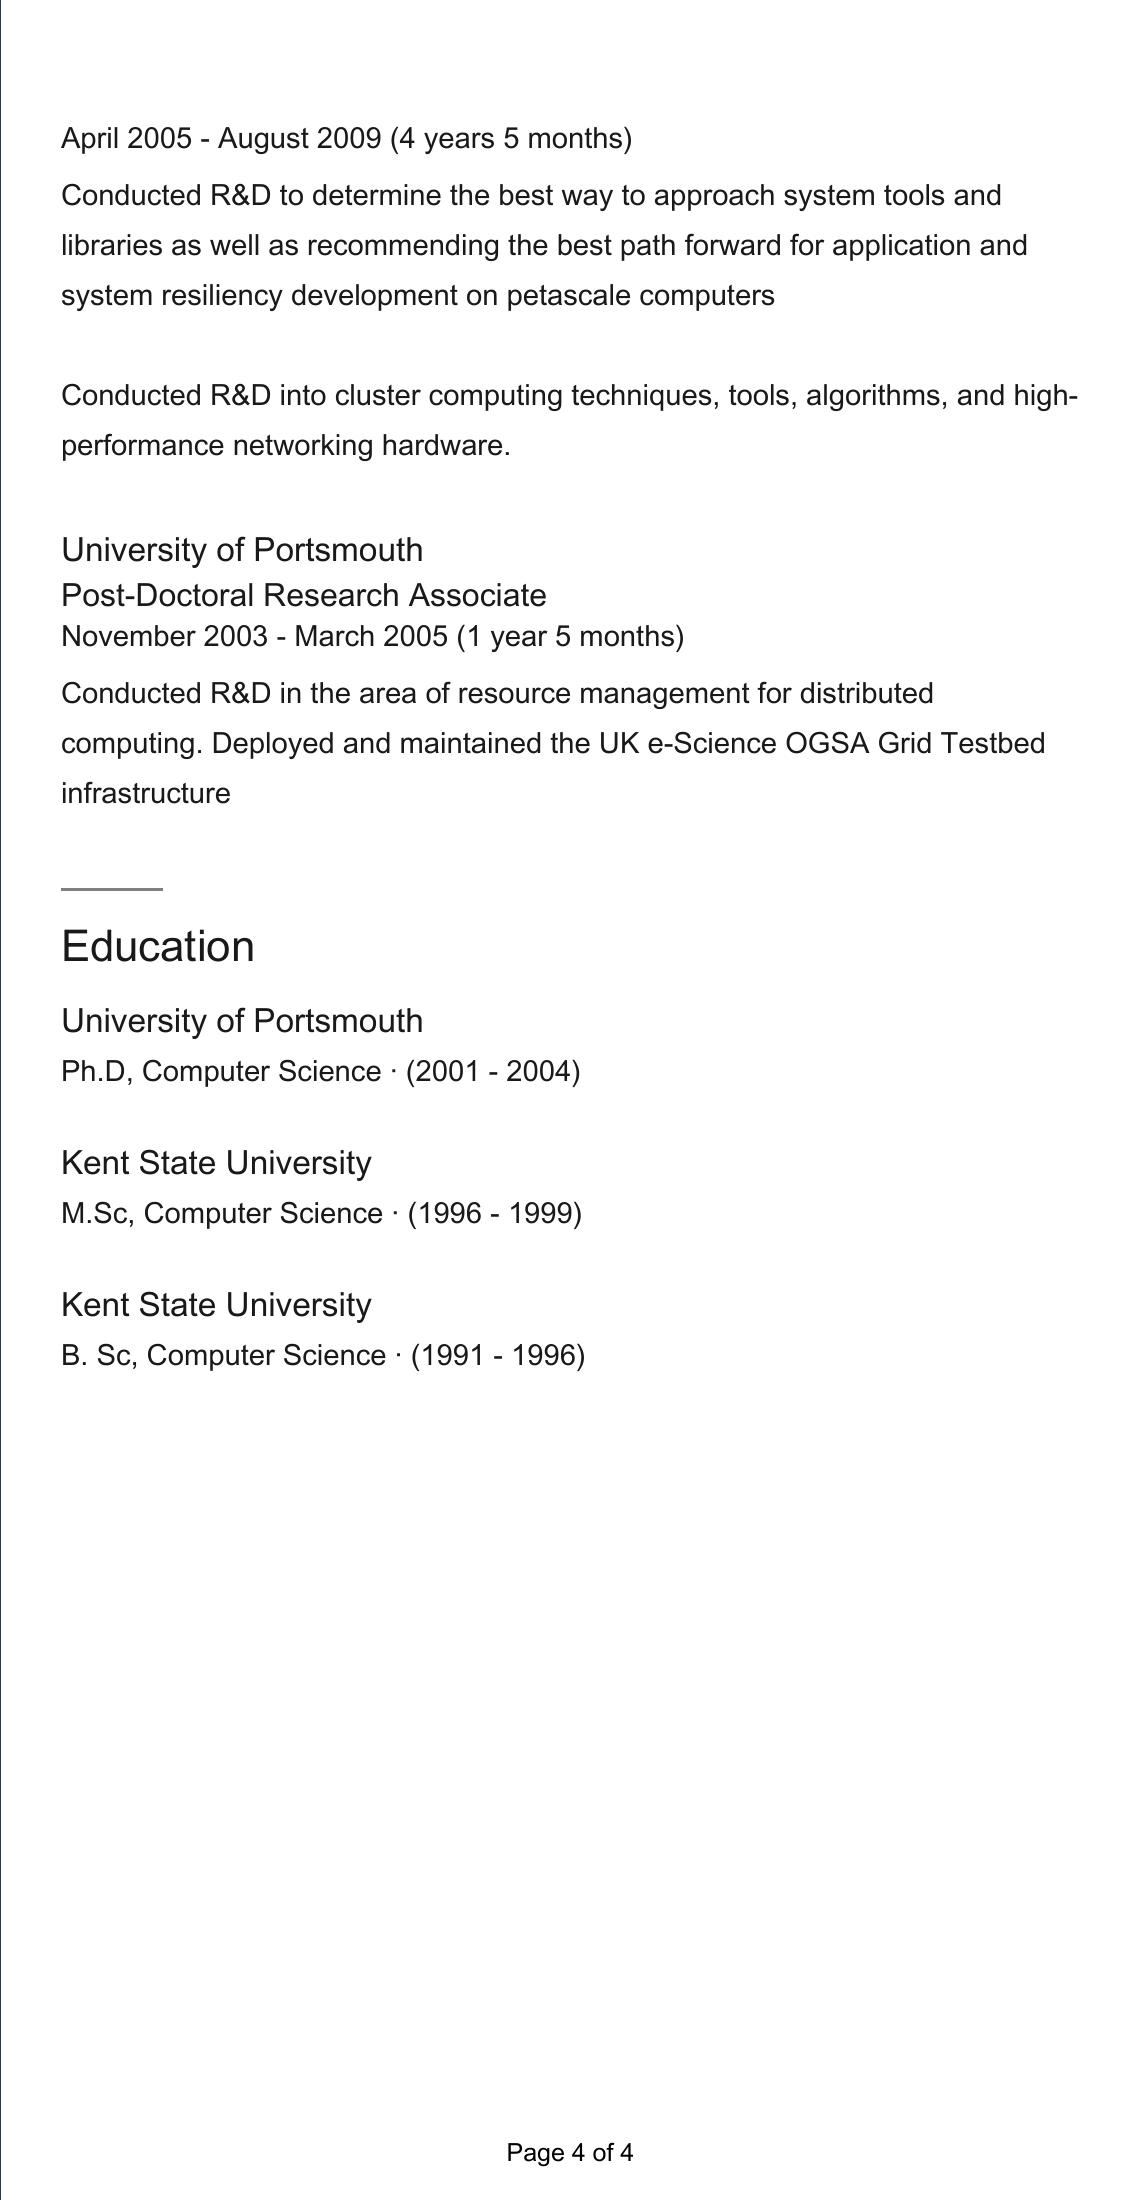 April 2005 - August 2009 (4 years 5 months)
Conducted R&D to determine the best way to approach system tools and
libraries as well as recommending the best path forward for application and
system resiliency development on petascale computers
Conducted R&D into cluster computing techniques, tools, algorithms, and high-
performance networking hardware.
University of Portsmouth
Post-Doctoral Research Associate
November 2003 - March 2005 (1 year 5 months)
Conducted R&D in the area of resource management for distributed
computing. Deployed and maintained the UK e-Science OGSA Grid Testbed
infrastructure
Education
University of Portsmouth
Ph.D, Computer Science · (2001 - 2004)
Kent State University
M.Sc, Computer Science · (1996 - 1999)
Kent State University
B. Sc, Computer Science · (1991 - 1996)
Page 4 of 4